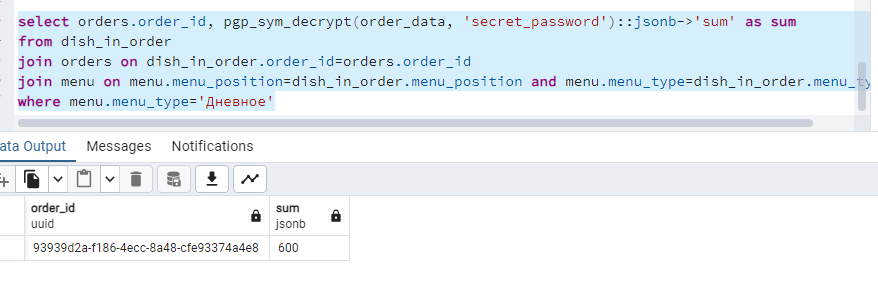 select orders.order_id, pgp_sym_decrypt(order_data, 'secret_password')::jsonb->'sum' as sum
from dish_in_order
join orders on dish_in_order.order_id=orders.order_id
join menu on menu.menu_position=dish_in_order.menu_position and menu.menu_type=dish_in_order.menu_ty
where menu.menu_type='Дневное'
ata Output Messages Notifications
order_id sum
uuid jsonb
93939d2a-f186-4ecc-8a48-cfe93374a4e8 600